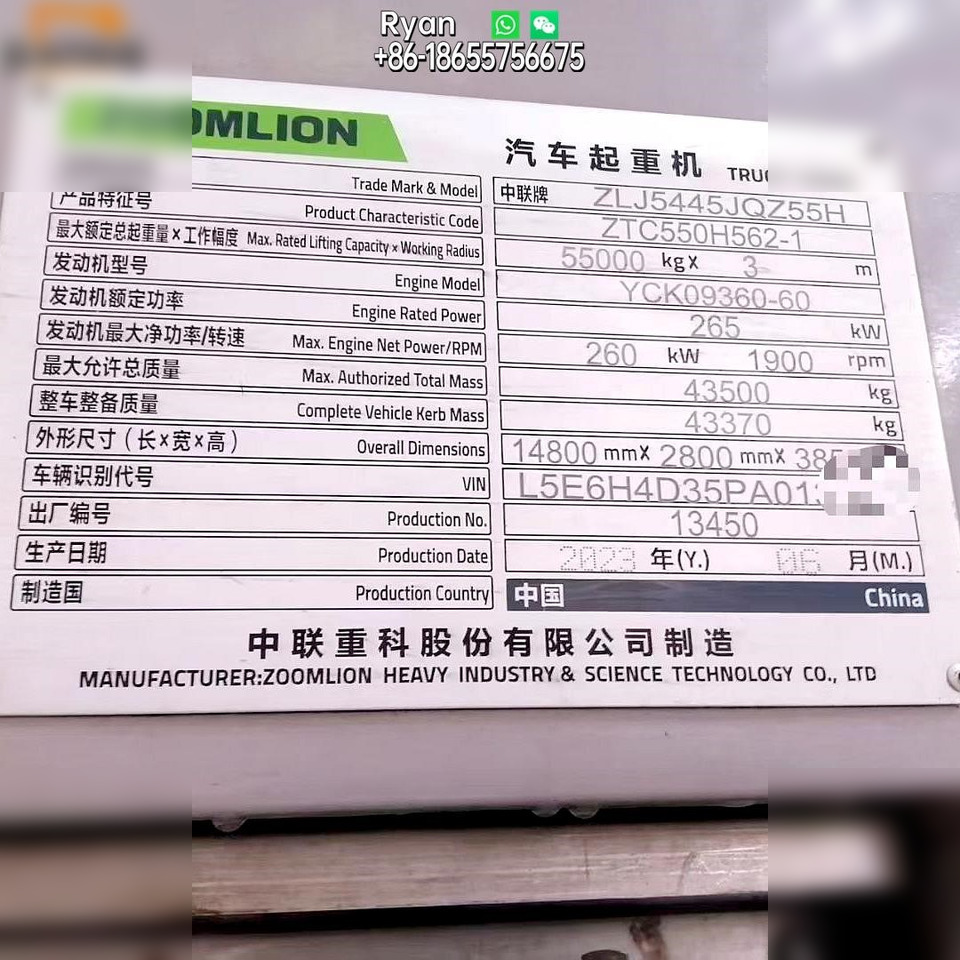 Ryan
+86-18655756675
OMLION
汽车起重机
Trade Mark & Model 中联牌 ZLJ5445JQZ55H
产品特征号 Product Characteristic Code ZTC550H562-1
最大额定总起重量×工作幅度 Max. Rated Lifting Capacity × Working Radius 55000 kg× 3 m
发动机型号 Engine Model YCK09360-60
发动机额定功率 Engine Rated Power 265 kW
发动机最大净功率/转速 Max. Engine Net Power/RPM 260 kW 1900 rpm
最大允许总质量 Max. Authorized Total Mass 43500 kg
整车整备质量 Complete Vehicle Kerb Mass 43370 kg
外形尺寸(长×宽×高) Overall Dimensions 14800 mm× 2800 mm×
车辆识别代号 VIN L5E6H4D35PA01
出厂编号 Production No. 13450
生产日期 Production Date 2023 年(Y.) 06 月(M.)
制造国 Production Country 中国 China
中联重科股份有限公司制造
MANUFACTURER:ZOOMLION HEAVY INDUSTRY & SCIENCE TECHNOLOGY CO., LTD